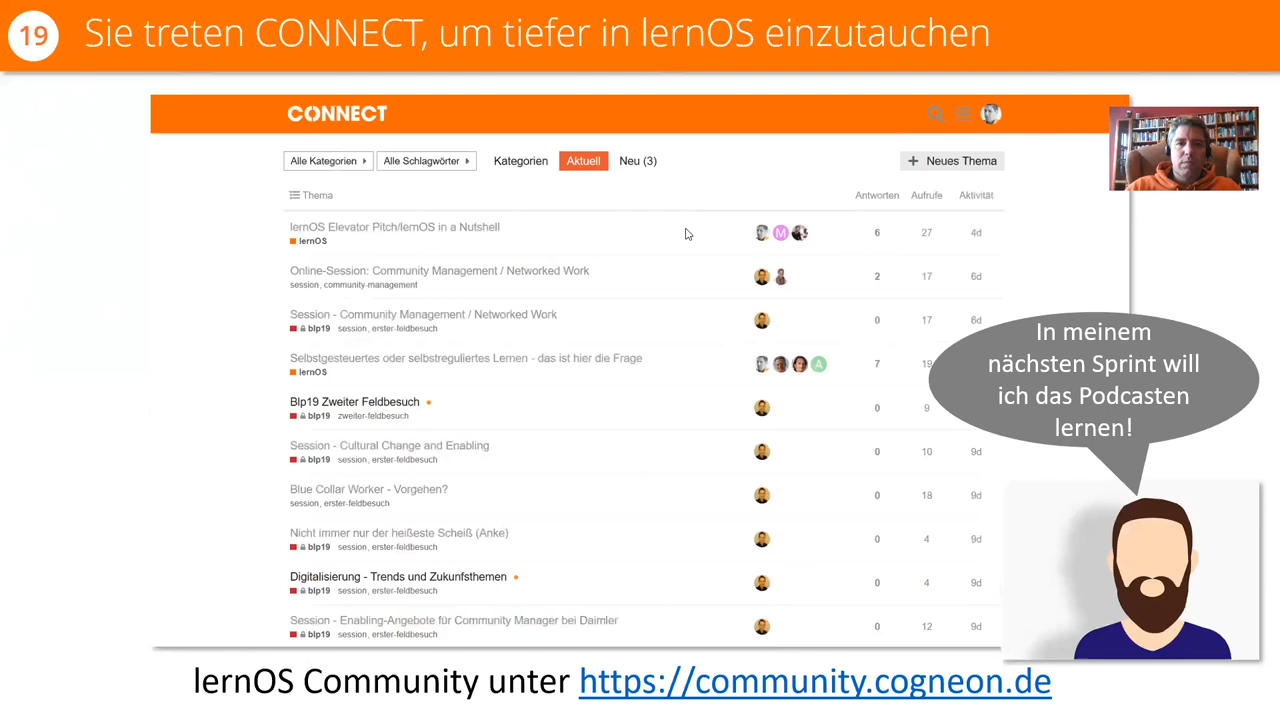 19
Sie treten CONNECT, um tiefer in lernOS einzutauchen
CONNECT
Alle Kategorien Alle Schlagwörter Kategorien Aktuell Neu (3) + Neues Thema
Thema Antworten Aufrufe Aktivität
lernOS Elevator Pitch/lernOS in a Nutshell M 6 27 4d
lernOS
Online-Session: Community Management / Networked Work 2 17 6d
session, community-management
Session - Community Management / Networked Work 0 17 6d
blp19 session, erster-feldbesuch
Selbstgesteuertes oder selbstreguliertes Lernen - das ist hier die Frage A 7
lernOS
Blp19 Zweiter Feldbesuch 0 9
blp19 zweiter-feldbesuch
Session - Cultural Change and Enabling 0 10 9d
blp19 session, erster-feldbesuch
Blue Collar Worker - Vorgehen? 0 18 9d
session, erster-feldbesuch
Nicht immer nur der heißeste Scheiß (Anke) 0 4 9d
blp19 session, erster-feldbesuch
Digitalisierung - Trends und Zukunfsthemen 0 4 9d
blp19 session, erster-feldbesuch
Session - Enabling-Angebote für Community Manager bei Daimler 0 12 9d
blp19 session, erster-feldbesuch
In meinem
nächsten Sprint will
ich das Podcasten
lernen!
lernOS Community unter https://community.cogneon.de